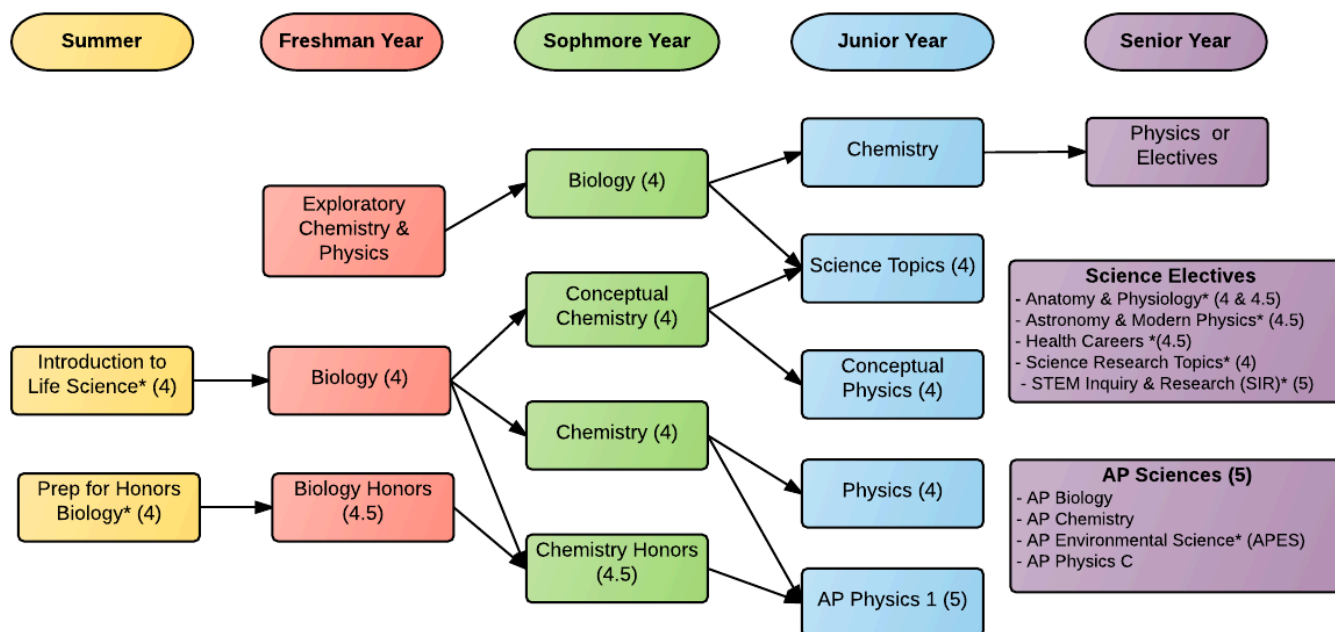 Summer
Freshman Year
Sophmore Year
Junior Year
Senior Year
Introduction to
Life Science* (4)
Prep for Honors
Biology* (4)
Exploratory
Chemistry &
Physics
Biology (4)
Biology Honors
(4.5)
Biology (4)
Conceptual
Chemistry (4)
Chemistry (4)
Chemistry Honors
(4.5)
Chemistry
Science Topics (4)
Conceptual
Physics (4)
Physics (4)
AP Physics 1 (5)
Physics or
Electives
Science Electives
- Anatomy & Physiology* (4 & 4.5)
- Astronomy & Modern Physics* (4.5)
- Health Careers *(4.5)
- Science Research Topics* (4)
- STEM Inquiry & Research (SIR)* (5)
AP Sciences (5)
- AP Biology
- AP Chemistry
- AP Environmental Science* (APES)
- AP Physics C